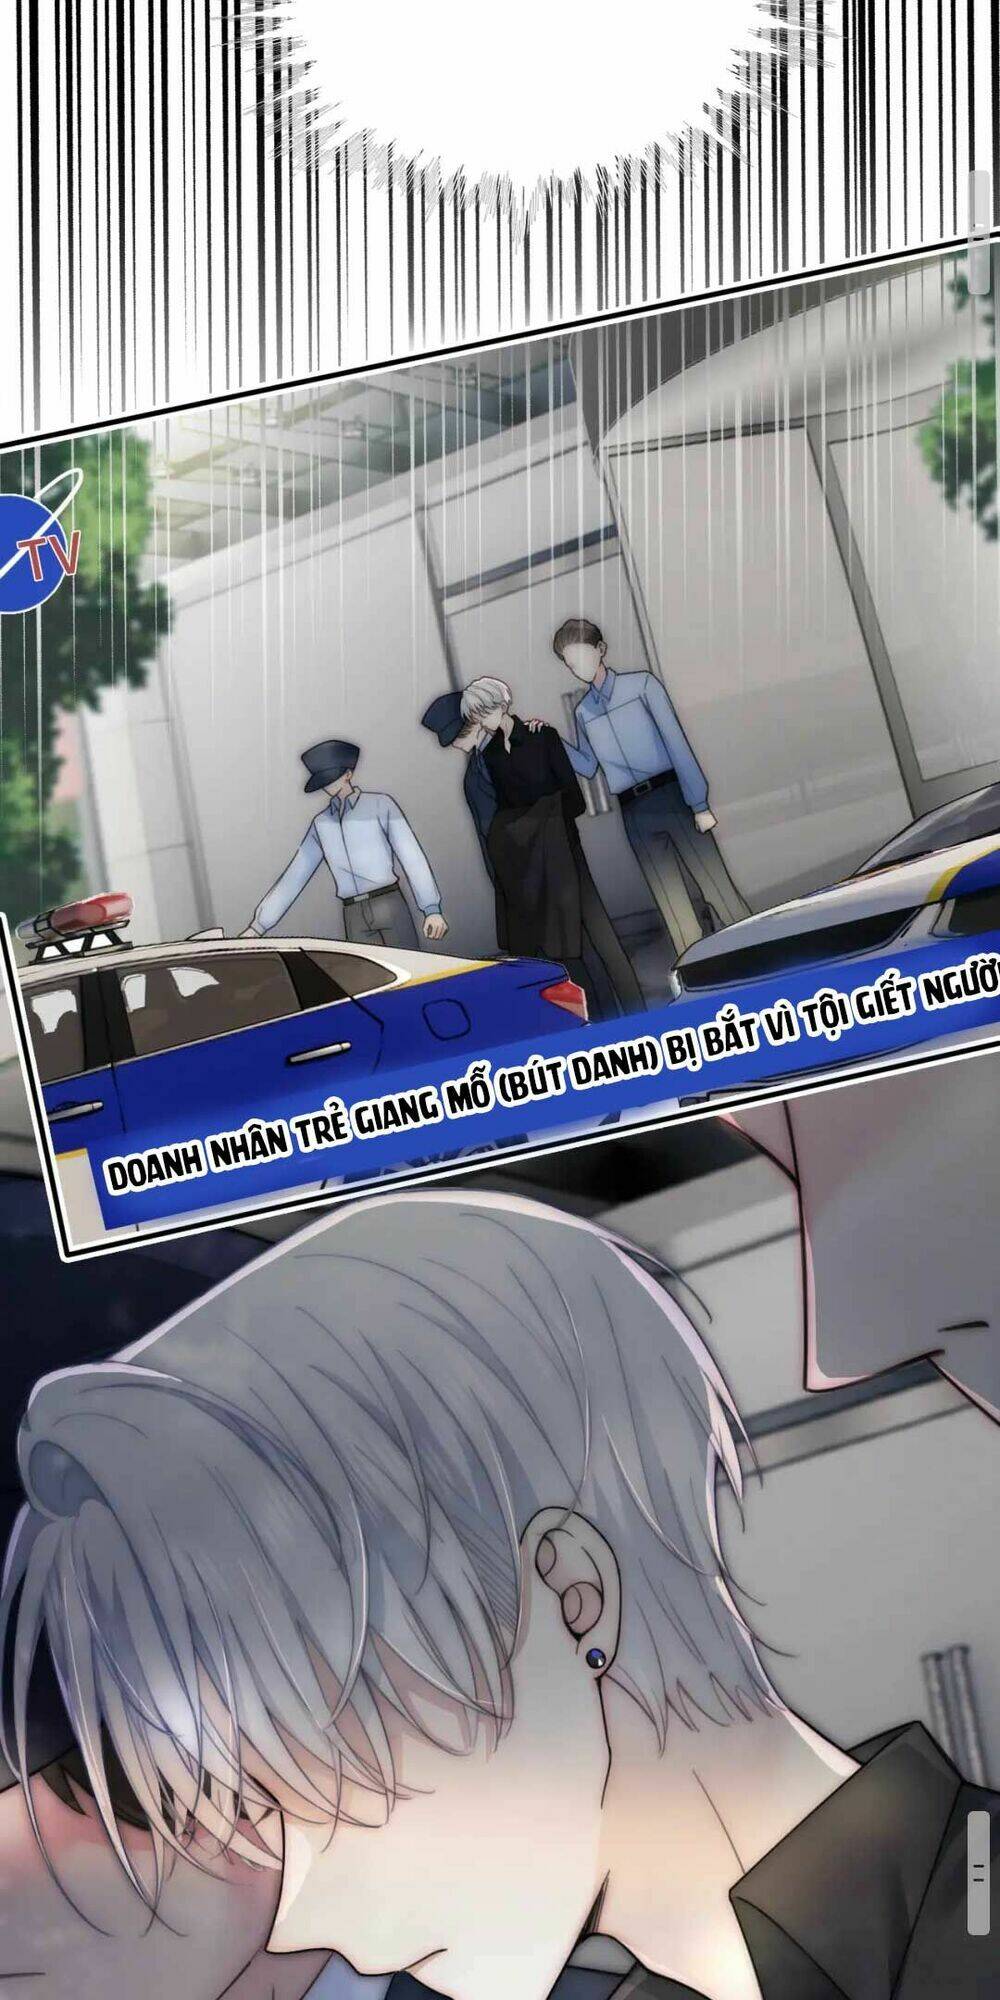 TV
DOANH NHÂN TRẺ GIANG MỖ (BÚT DANH) BỊ BẮT VÌ TỘI GIẾT NGƯỜI